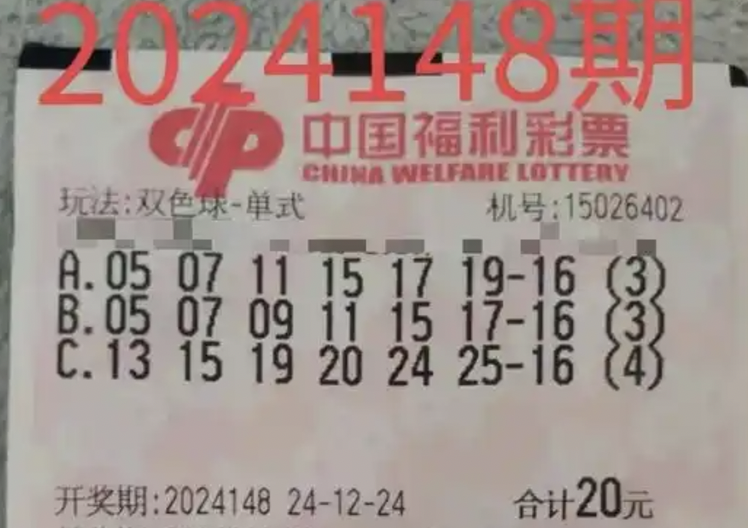 2024148期
中国福利彩票
CHINA WELFARE LOTTERY
玩法:双色球-单式 机号:15026402
A.05 07 11 15 17 19-16 (3)
B.05 07 09 11 15 17-16 (3)
C.13 15 19 20 24 25-16 (4)
开奖期:2024148 24-12-24 合计20元